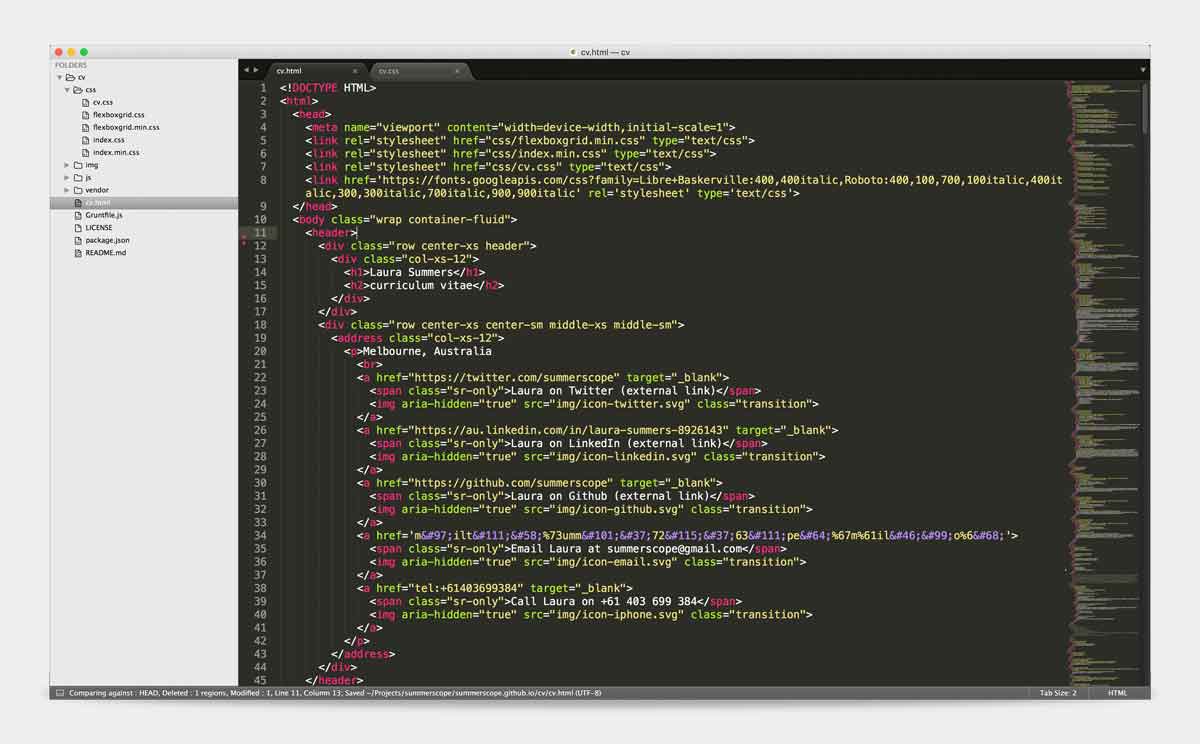 cv.html — cv
FOLDERS
cv
css
cv.css
flexboxgrid.css
flexboxgrid.min.css
index.css
index.min.css
img
js
vendor
cv.html
Gruntfile.js
LICENSE
package.json
README.md
cv.html × cv.css ×
1 <!DOCTYPE HTML>
2 <html>
3 <head>
4 <meta name="viewport" content="width=device-width,initial-scale=1">
5 <link rel="stylesheet" href="css/flexboxgrid.min.css" type="text/css">
6 <link rel="stylesheet" href="css/index.min.css" type="text/css">
7 <link rel="stylesheet" href="css/cv.css" type="text/css">
8 <link href='https://fonts.googleapis.com/css?family=Libre+Baskerville:400,400italic,Roboto:400,100,700,100italic,400it
alic,300,300italic,700italic,900,900italic' rel='stylesheet' type='text/css'>
9 </head>
10 <body class="wrap container-fluid">
11 <header>
12 <div class="row center-xs header">
13 <div class="col-xs-12">
14 <h1>Laura Summers</h1>
15 <h2>curriculum vitae</h2>
16 </div>
17 </div>
18 <div class="row center-xs center-sm middle-xs middle-sm">
19 <address class="col-xs-12">
20 <p>Melbourne, Australia
21 <br>
22 <a href="https://twitter.com/summerscope" target="_blank">
23 <span class="sr-only">Laura on Twitter (external link)</span>
24 <img aria-hidden="true" src="img/icon-twitter.svg" class="transition">
25 </a>
26 <a href="https://au.linkedin.com/in/laura-summers-8926143" target="_blank">
27 <span class="sr-only">Laura on LinkedIn (external link)</span>
28 <img aria-hidden="true" src="img/icon-linkedin.svg" class="transition">
29 </a>
30 <a href="https://github.com/summerscope" target="_blank">
31 <span class="sr-only">Laura on Github (external link)</span>
32 <img aria-hidden="true" src="img/icon-github.svg" class="transition">
33 </a>
34 <a href='m&#97;ilt&#111;&#58;%73umm&#101;&#37;72&#115;&#37;63&#111;pe&#64;%67m%61il&#46;&#99;o%6&#68;'>
35 <span class="sr-only">Email Laura at summerscope@gmail.com</span>
36 <img aria-hidden="true" src="img/icon-email.svg" class="transition">
37 </a>
38 <a href="tel:+61403699384" target="_blank">
39 <span class="sr-only">Call Laura on +61 403 699 384</span>
40 <img aria-hidden="true" src="img/icon-iphone.svg" class="transition">
41 </a>
42 </p>
43 </address>
44 </div>
45 </header>
Comparing against : HEAD, Deleted : 1 regions, Modified : 1, Line 11, Column 13; Saved ~/Projects/summerscope/summerscope.github.io/cv/cv.html (UTF-8) Tab Size: 2 HTML